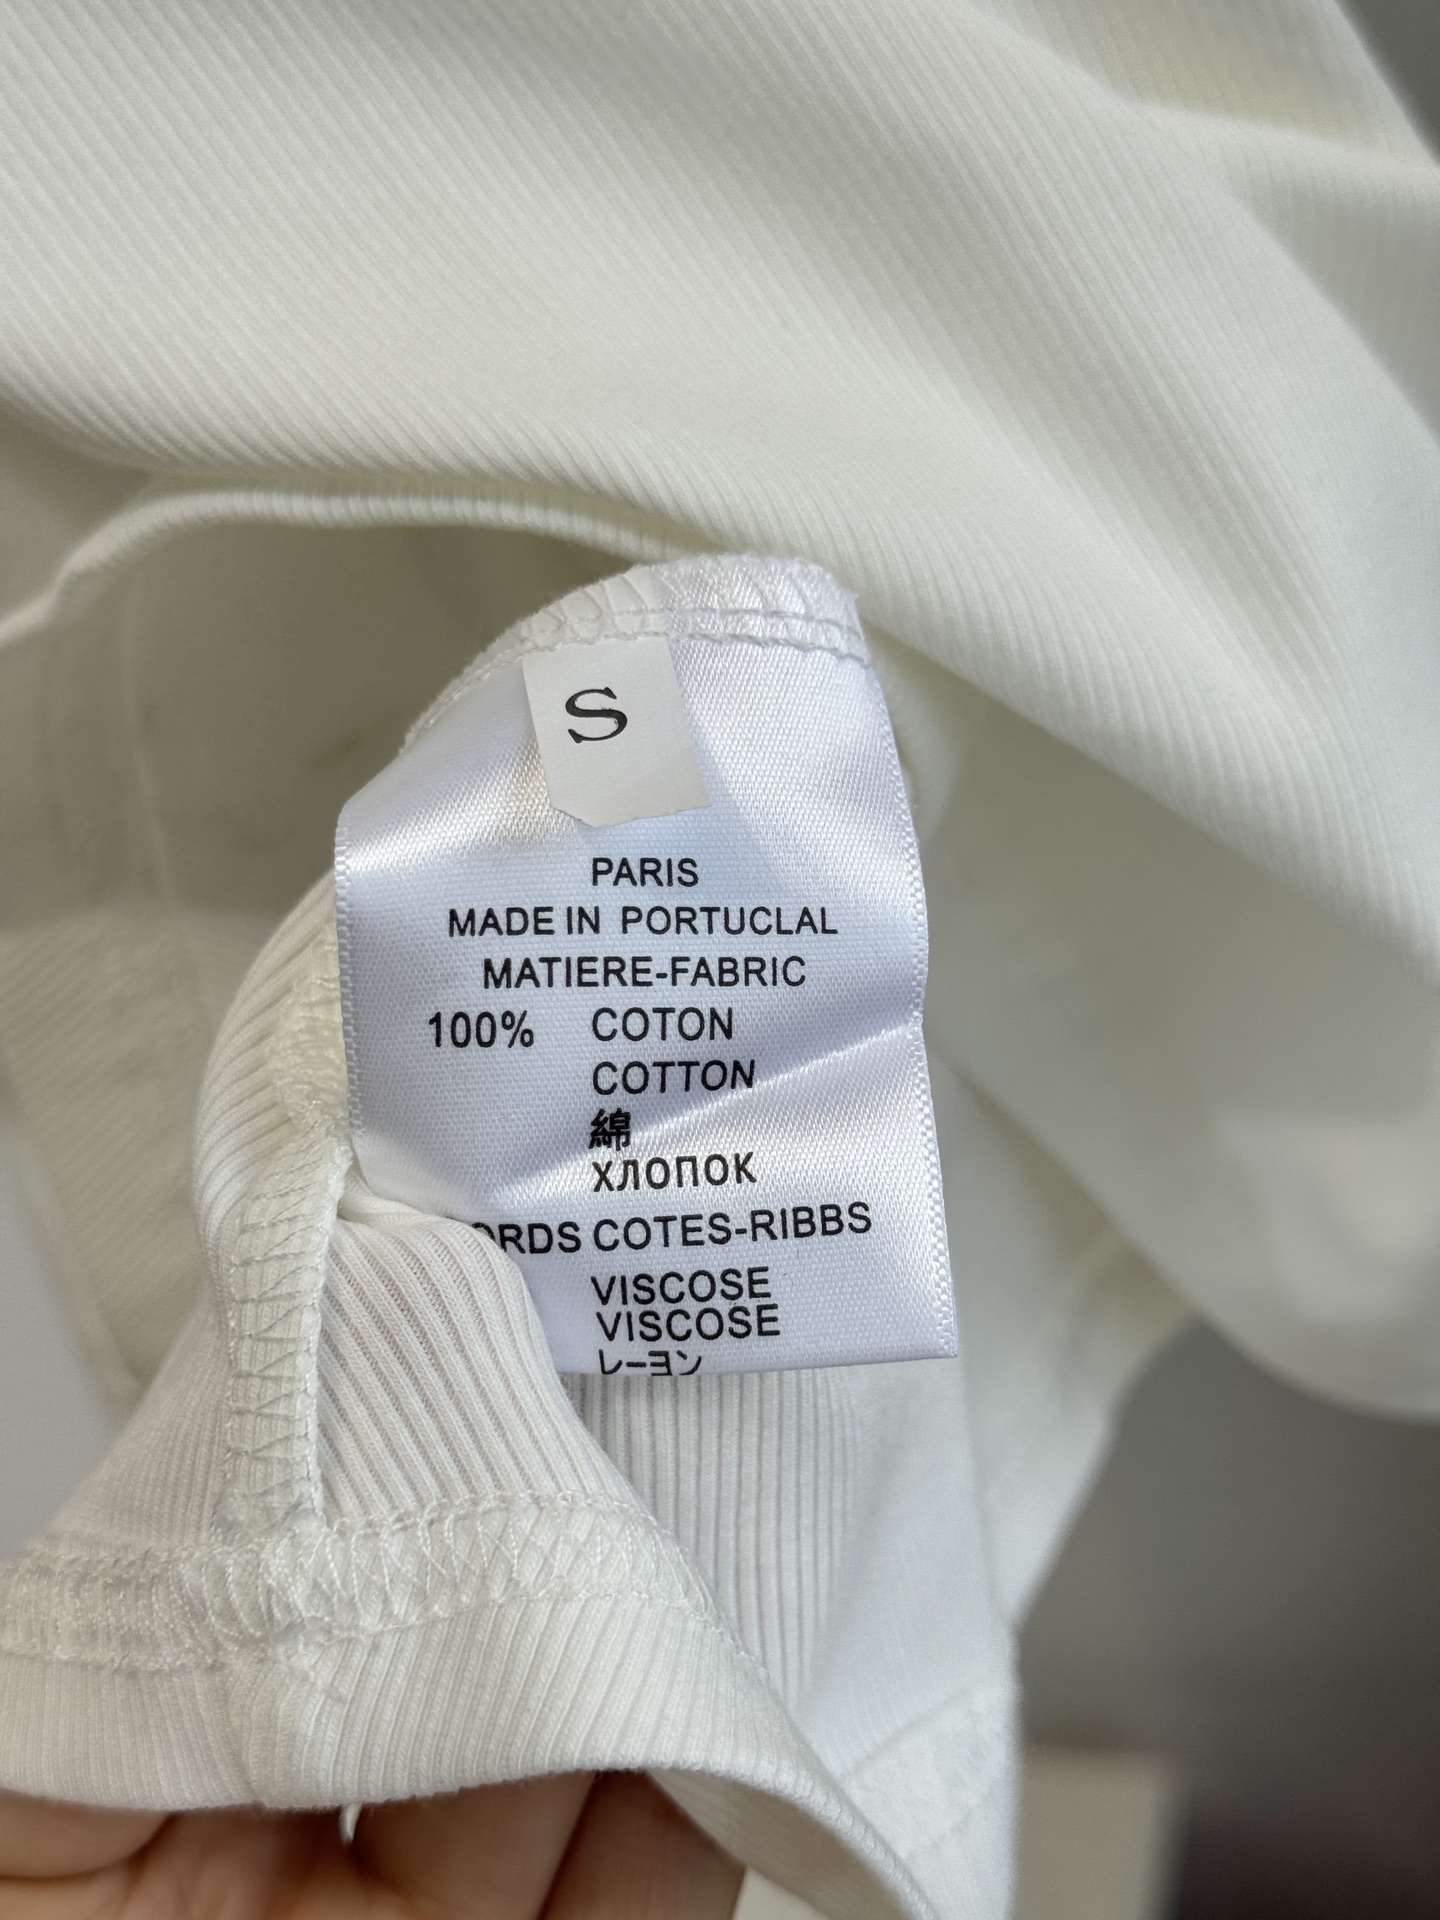 S
PARIS
MADE IN PORTUCLAL
MATIERE-FABRIC
100% COTON
COTTON
綿
ХЛОПОК
COTES-RIBBS
VISCOSE
VISCOSE
レーヨン